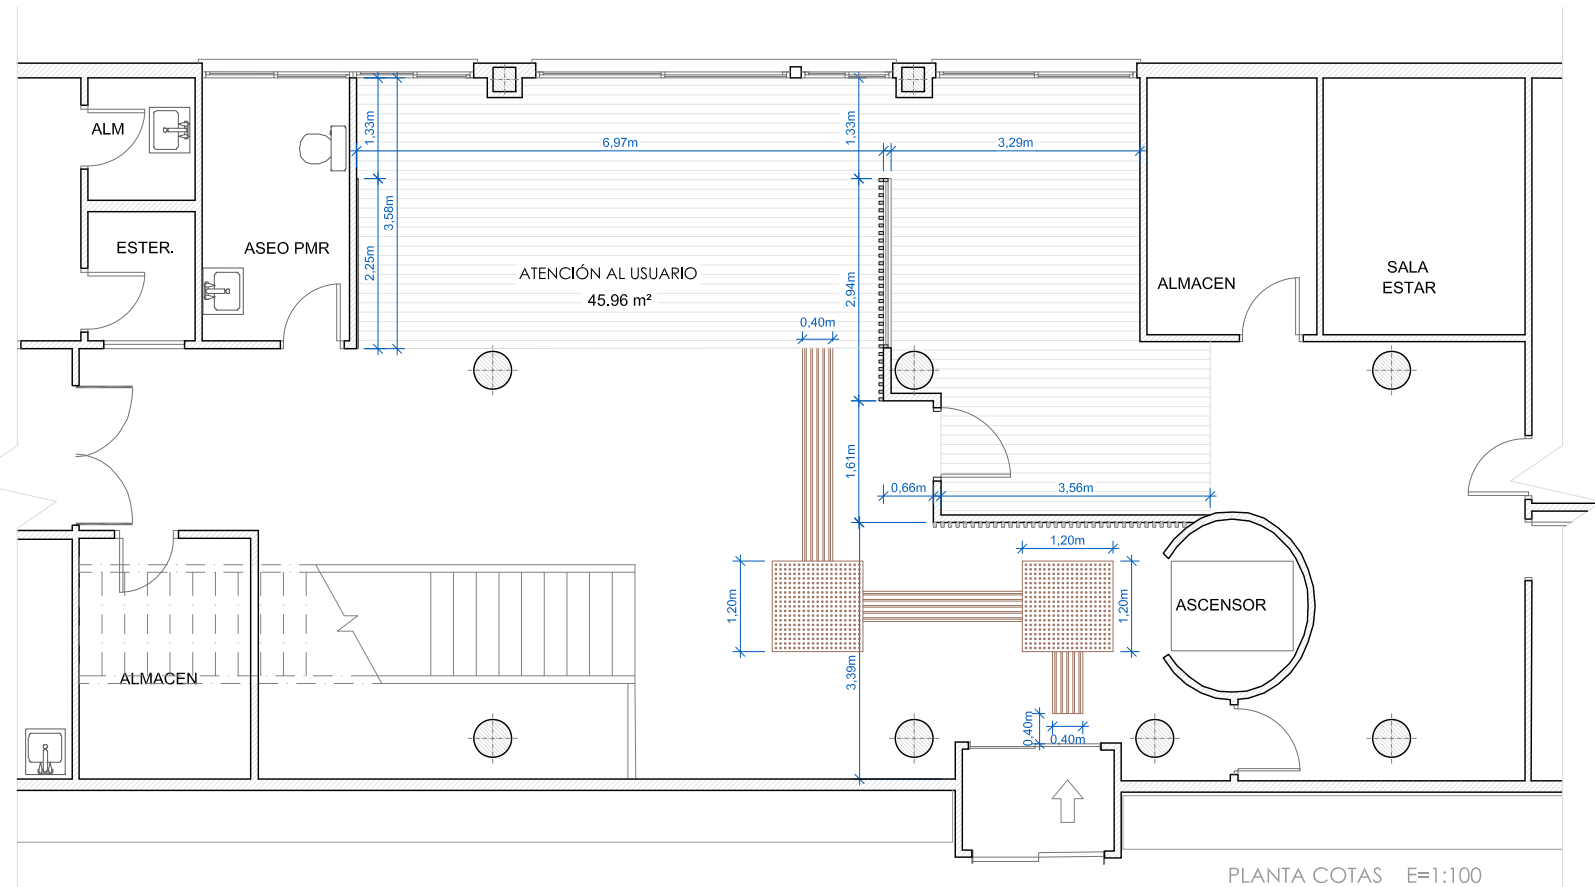 1,33m
1,33m
ALM
6,97m
3,29m
3,58m
ESTER.
ASEO PMR
2,25m
ATENCIÓN AL USUARIO
45.96 m²
2,94m
ALMACEN
SALA
ESTAR
0,40m
1,61m
0,66m
3,56m
1,20m
1,20m
1,20m
ASCENSOR
ALMACEN
3,39m
0,40m
0,40m
PLANTA COTAS E=1:100